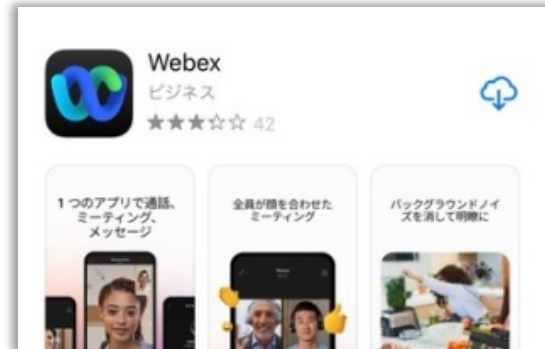 Webex
ビジネス
★★★☆☆ 42
1 つのアプリで通話、
ミーティング、
メッセージ
全員が顔を合わせた
ミーティング
バックグラウンドノイ
ズを消して明瞭に